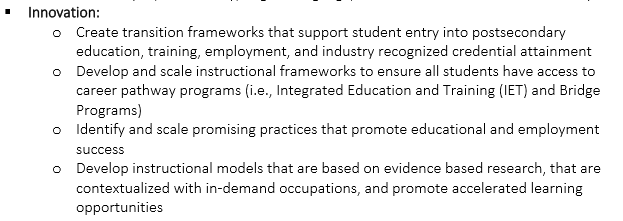 ▪ Innovation:
o Create transition frameworks that support student entry into postsecondary
education, training, employment, and industry recognized credential attainment
o Develop and scale instructional frameworks to ensure all students have access to
career pathway programs (i.e., Integrated Education and Training (IET) and Bridge
Programs)
o Identify and scale promising practices that promote educational and employment
success
o Develop instructional models that are based on evidence based research, that are
contextualized with in-demand occupations, and promote accelerated learning
opportunities